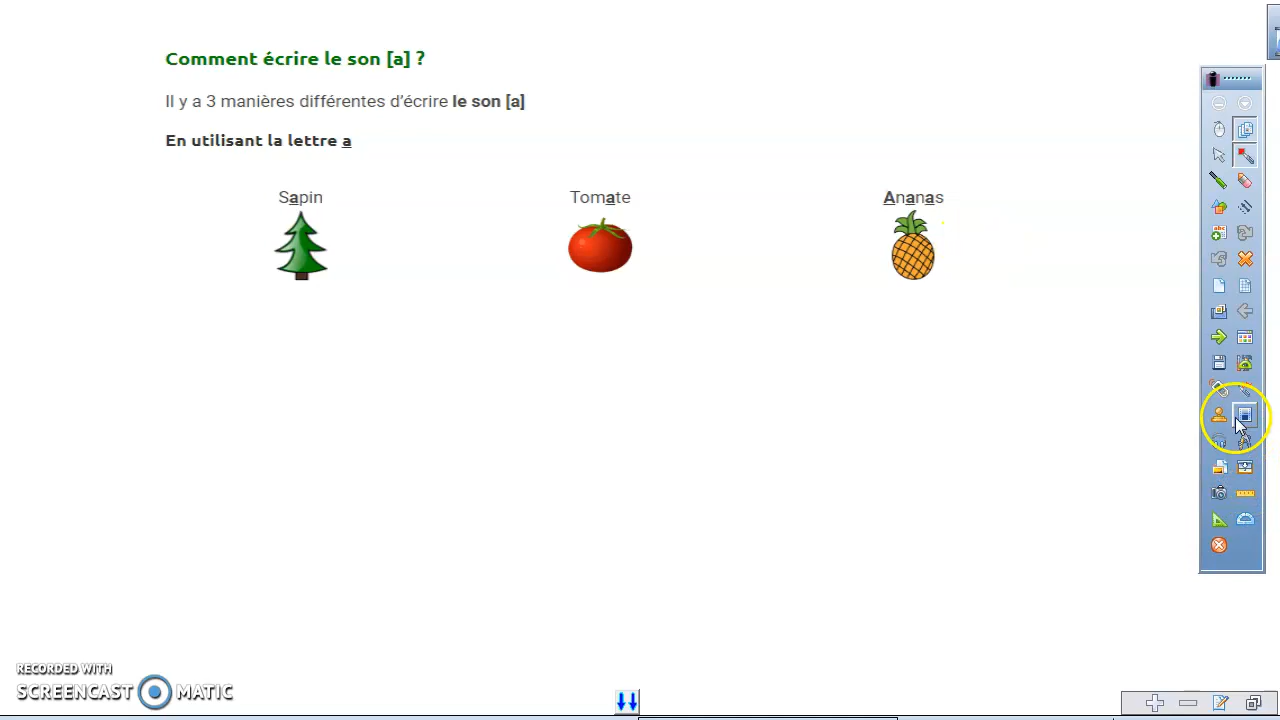 Comment écrire le son [a] ?
Il y a 3 manières différentes d'écrire le son [a]
En utilisant la lettre a
Sapin Tomate Ananas
RECORDED WITH
SCREENCAST MATIC